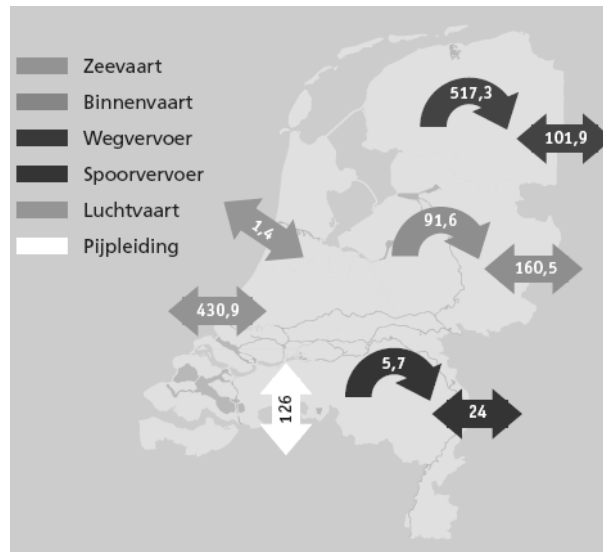 Zeevaart
Binnenvaart
Wegvervoer
Spoorvervoer
Luchtvaart
Pijpleiding
517,3
101,9
1,4
91,6
160,5
430,9
5,7
126
24